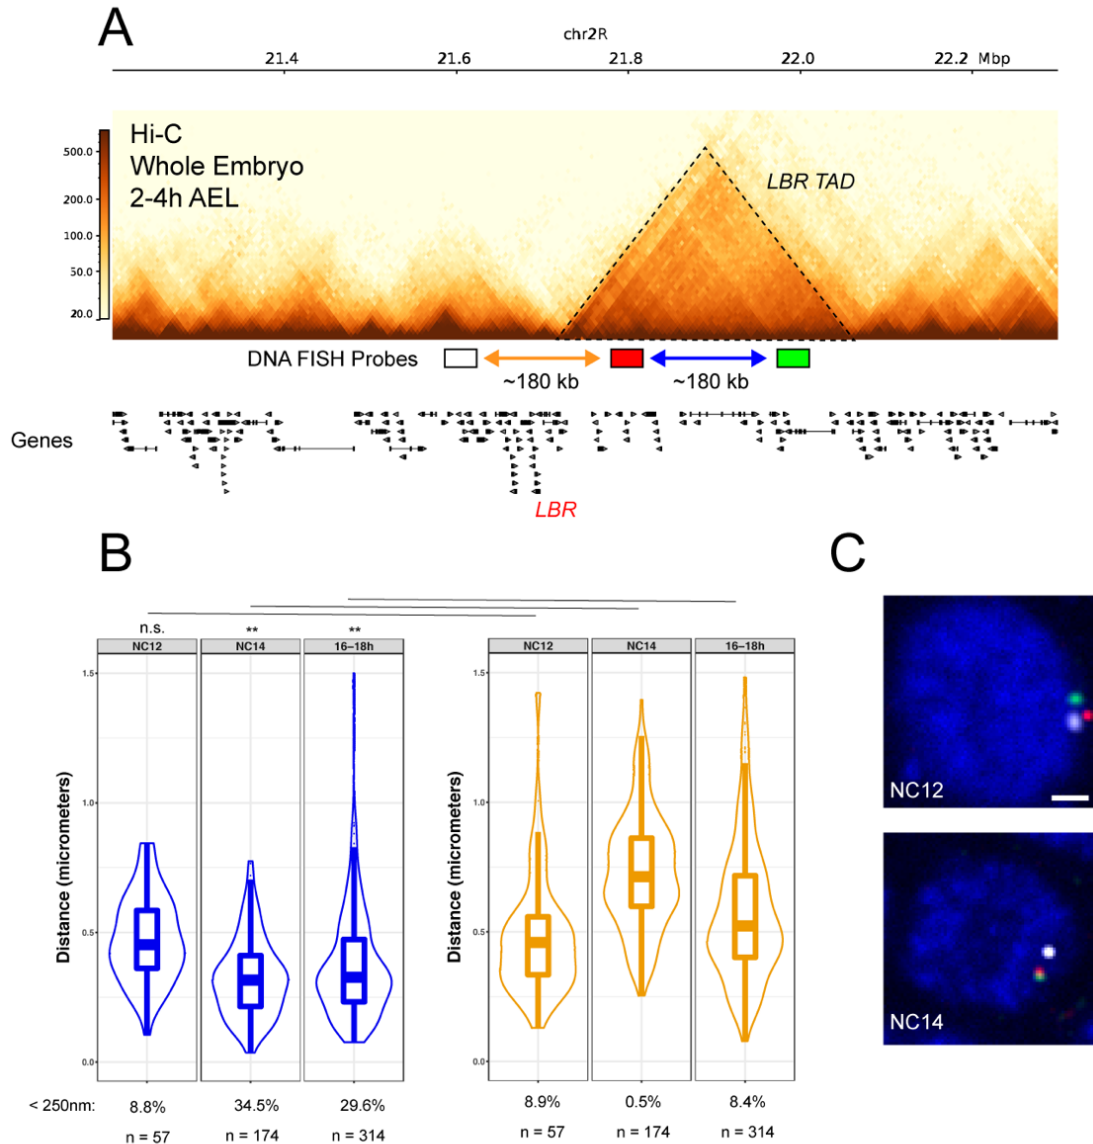 A
chr2R
21.4 21.6 21.8 22.0 22.2 Mbp
Hi-C
Whole Embryo
2-4h AEL
500.0
200.0
100.0
50.0
20.0
LBR TAD
DNA FISH Probes
~180 kb ~180 kb
Genes
LBR
B
n.s. ** **
NC12 NC14 16–18h
Distance (micrometers)
1.5
1.0
0.5
0.0
NC12 NC14 16–18h
Distance (micrometers)
1.5
1.0
0.5
0.0
< 250nm: 8.8% 34.5% 29.6% 8.9% 0.5% 8.4%
n = 57 n = 174 n = 314 n = 57 n = 174 n = 314
C
NC12
NC14